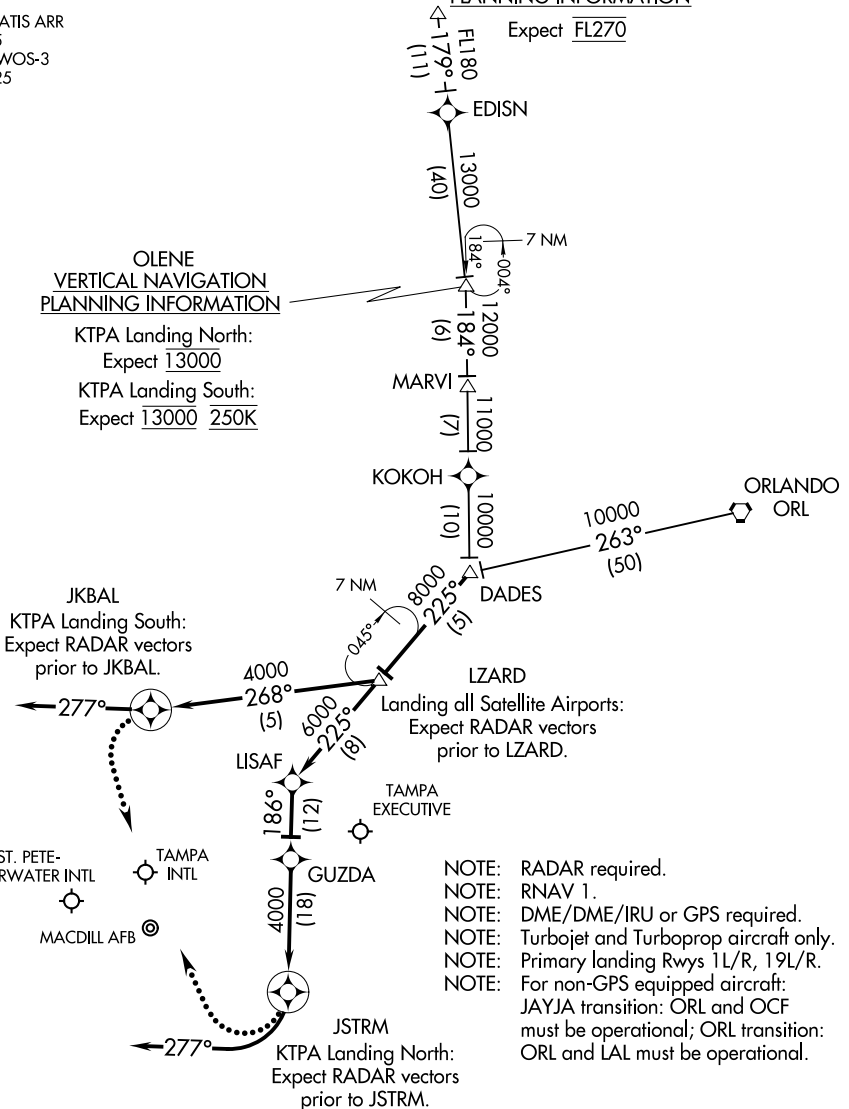 ATIS ARR
WOS-3
25
PLANNING INFORMATION
Expect FL270
FL180
179°
(11)
EDISN
13000
(40)
7 NM
184°
004°
OLENE
VERTICAL NAVIGATION
PLANNING INFORMATION
KTPA Landing North:
Expect 13000
KTPA Landing South:
Expect 13000 250K
12000
184°
(6)
MARVI
11000
(7)
KOKOH
10000
(10)
ORLANDO
ORL
10000
263°
(50)
DADES
8000
225°
(5)
7 NM
045°
JKBAL
KTPA Landing South:
Expect RADAR vectors
prior to JKBAL.
277°
4000
268°
(5)
LZARD
Landing all Satellite Airports:
Expect RADAR vectors
prior to LZARD.
6000
225°
(8)
LISAF
186°
(12)
TAMPA
EXECUTIVE
GUZDA
4000
(18)
ST. PETE-
RWATER INTL
TAMPA
INTL
MACDILL AFB
277°
JSTRM
KTPA Landing North:
Expect RADAR vectors
prior to JSTRM.
NOTE: RADAR required.
NOTE: RNAV 1.
NOTE: DME/DME/IRU or GPS required.
NOTE: Turbojet and Turboprop aircraft only.
NOTE: Primary landing Rwys 1L/R, 19L/R.
NOTE: For non-GPS equipped aircraft:
JAYJA transition: ORL and OCF
must be operational; ORL transition:
ORL and LAL must be operational.